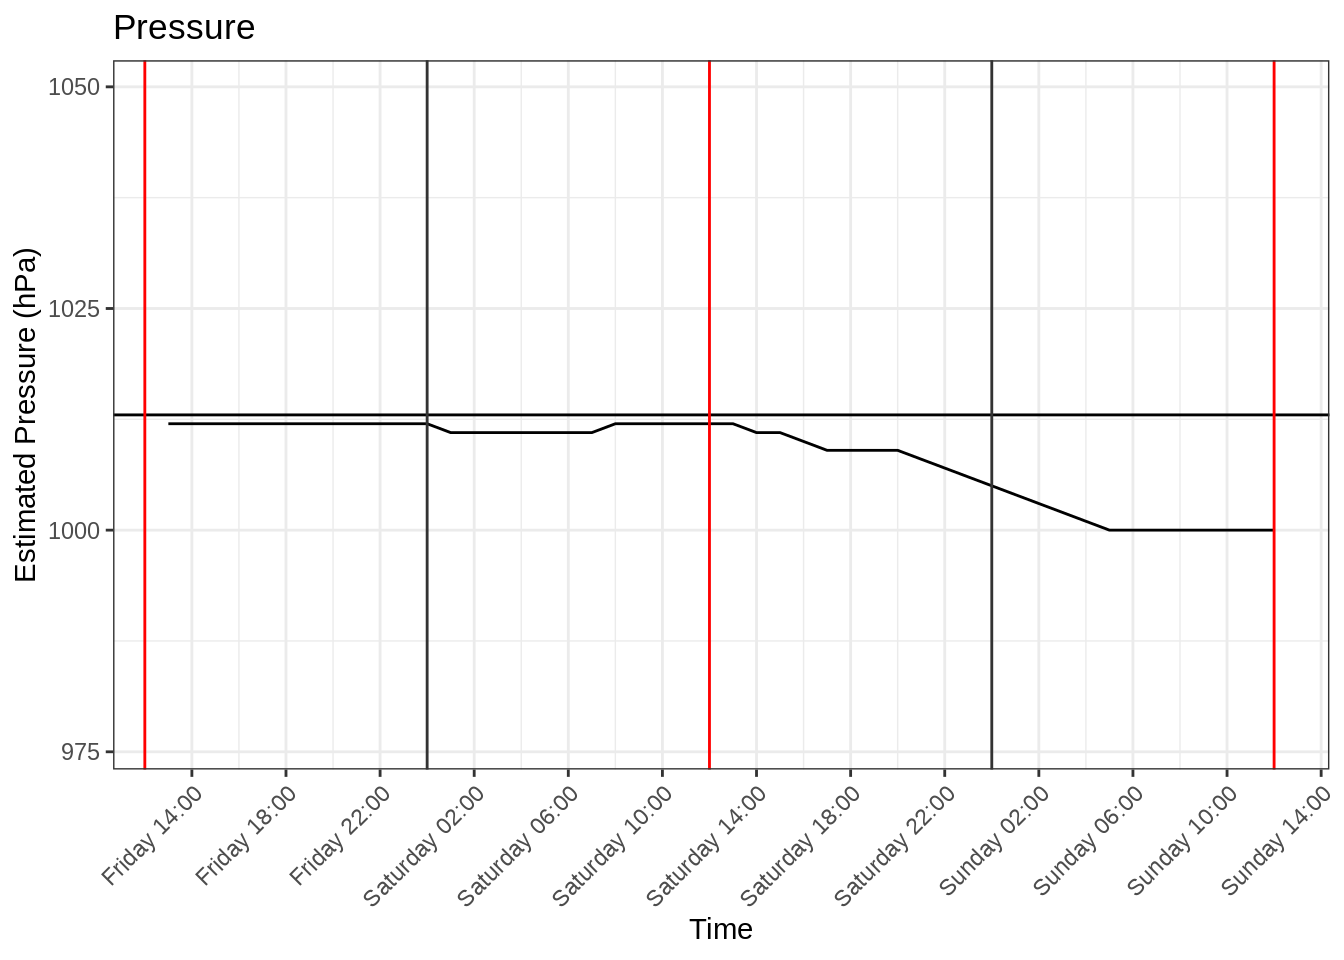 Pressure
Estimated Pressure (hPa)
1050
1025
1000
975
Friday 14:00
Friday 18:00
Friday 22:00
Saturday 02:00
Saturday 06:00
Saturday 10:00
Saturday 14:00
Saturday 18:00
Saturday 22:00
Sunday 02:00
Sunday 06:00
Sunday 10:00
Sunday 14:00
Time